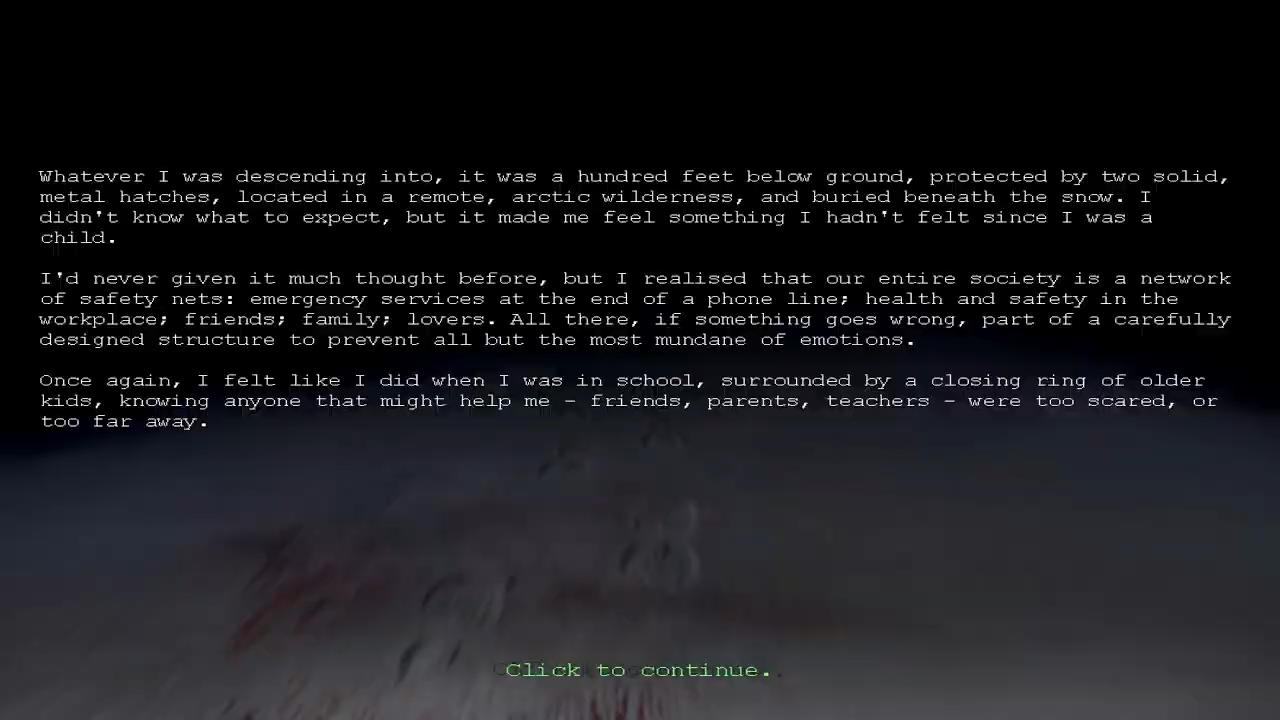 Whatever I was descending into, it was a hundred feet below ground, protected by two solid,
metal hatches, located in a remote, arctic wilderness, and buried beneath the snow. I
didn't know what to expect, but it made me feel something I hadn't felt since I was a
child.
I'd never given it much thought before, but I realised that our entire society is a network
of safety nets: emergency services at the end of a phone line; health and safety in the
workplace; friends; family; lovers. All there, if something goes wrong, part of a carefully
designed structure to prevent all but the most mundane of emotions.
Once again, I felt like I did when I was in school, surrounded by a closing ring of older
kids, knowing anyone that might help me - friends, parents, teachers - were too scared, or
too far away.
Click to continue.